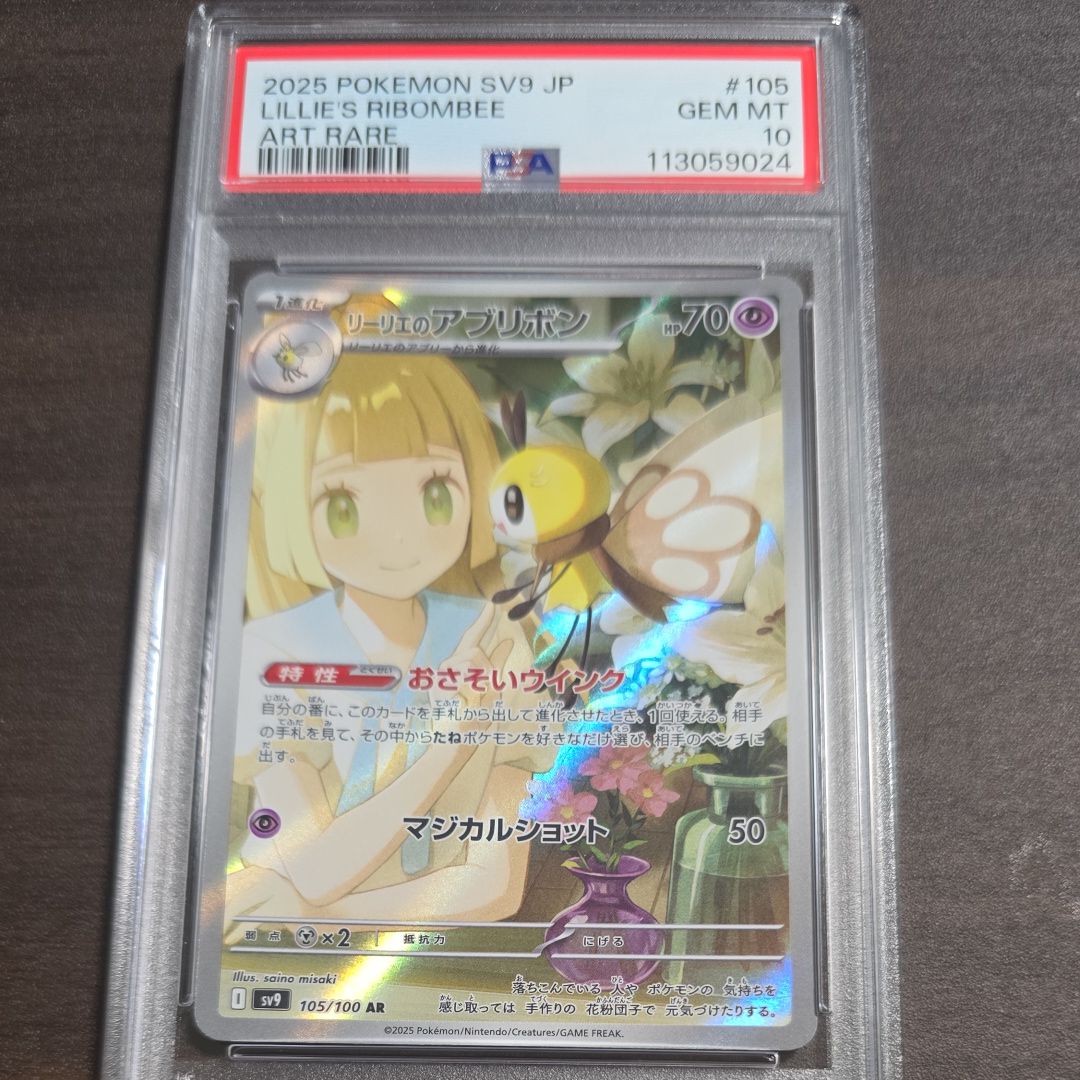 2025 POKEMON SV9 JP #105
LILLIE'S RIBOMBEE GEM MT
ART RARE 10
PSA 113059024
1進化
リーリエのアブリボン HP70
リーリエのアブリーから進化
特性 とくせい おさそいウインク
自分の番に、このカードを手札から出して進化させたとき、1回使える。相手
の手札を見て、その中からたねポケモンを好きなだけ選び、相手のベンチに
出す。
マジカルショット 50
弱点 ×2 抵抗力 にげる
Illus. saino misaki
落ちこんでいる 人や ポケモンの 気持ちを
感じ取っては 手作りの 花粉団子で 元気づけたりする。
I sv9 105/100 AR
©2025 Pokémon/Nintendo/Creatures/GAME FREAK.